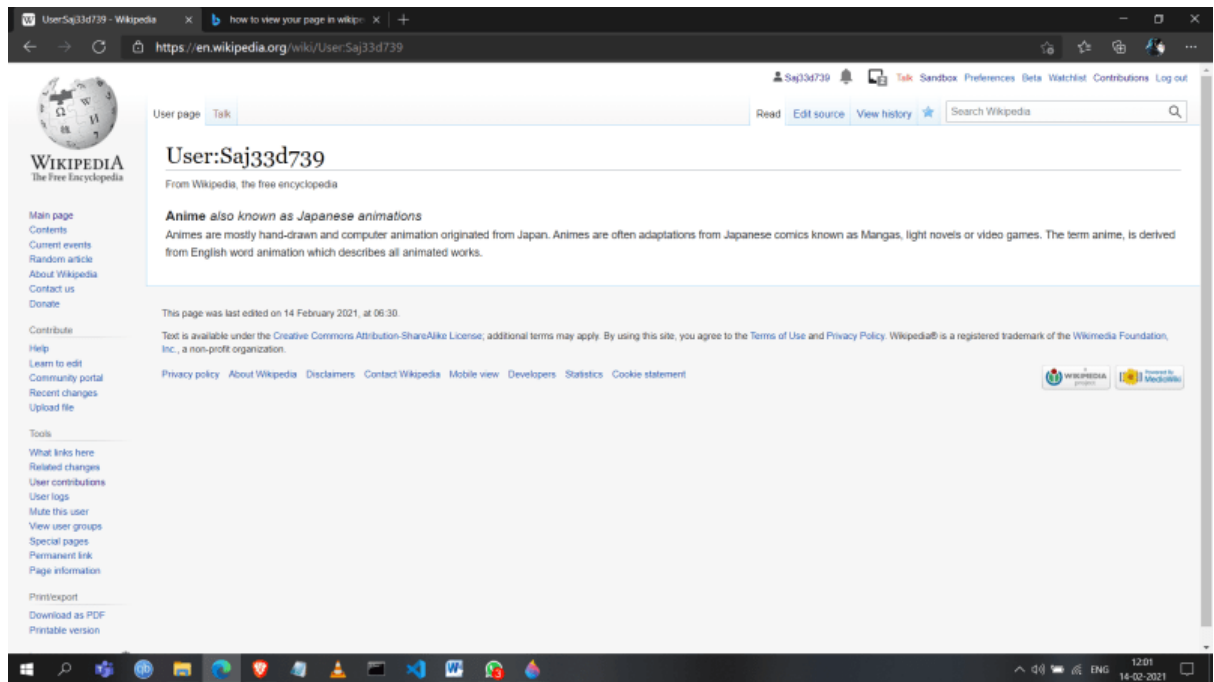 User:Saj33d739 - Wikipedia
how to view your page in wikip
https://en.wikipedia.org/wiki/User:Saj33d739
Saj33d739 Talk Sandbox Preferences Beta Watchlist Contributions Log out
User page Talk Read Edit source View history Search Wikipedia
WIKIPEDIA
The Free Encyclopedia
User:Saj33d739
From Wikipedia, the free encyclopedia
Anime also known as Japanese animations
Animes are mostly hand-drawn and computer animation originated from Japan. Animes are often adaptations from Japanese comics known as Mangas, light novels or video games. The term anime, is derived
from English word animation which describes all animated works.
This page was last edited on 14 February 2021, at 06:30.
Text is available under the Creative Commons Attribution-ShareAlike License; additional terms may apply. By using this site, you agree to the Terms of Use and Privacy Policy. Wikipedia® is a registered trademark of the Wikimedia Foundation,
Inc., a non-profit organization.
Privacy policy About Wikipedia Disclaimers Contact Wikipedia Mobile view Developers Statistics Cookie statement
WIKIMEDIA
project
Powered By
MediaWiki
Main page
Contents
Current events
Random article
About Wikipedia
Contact us
Donate
Contribute
Help
Learn to edit
Community portal
Recent changes
Upload file
Tools
What links here
Related changes
User contributions
User logs
Mute this user
View user groups
Special pages
Permanent link
Page information
Print/export
Download as PDF
Printable version
ENG
12:01
14-02-2021